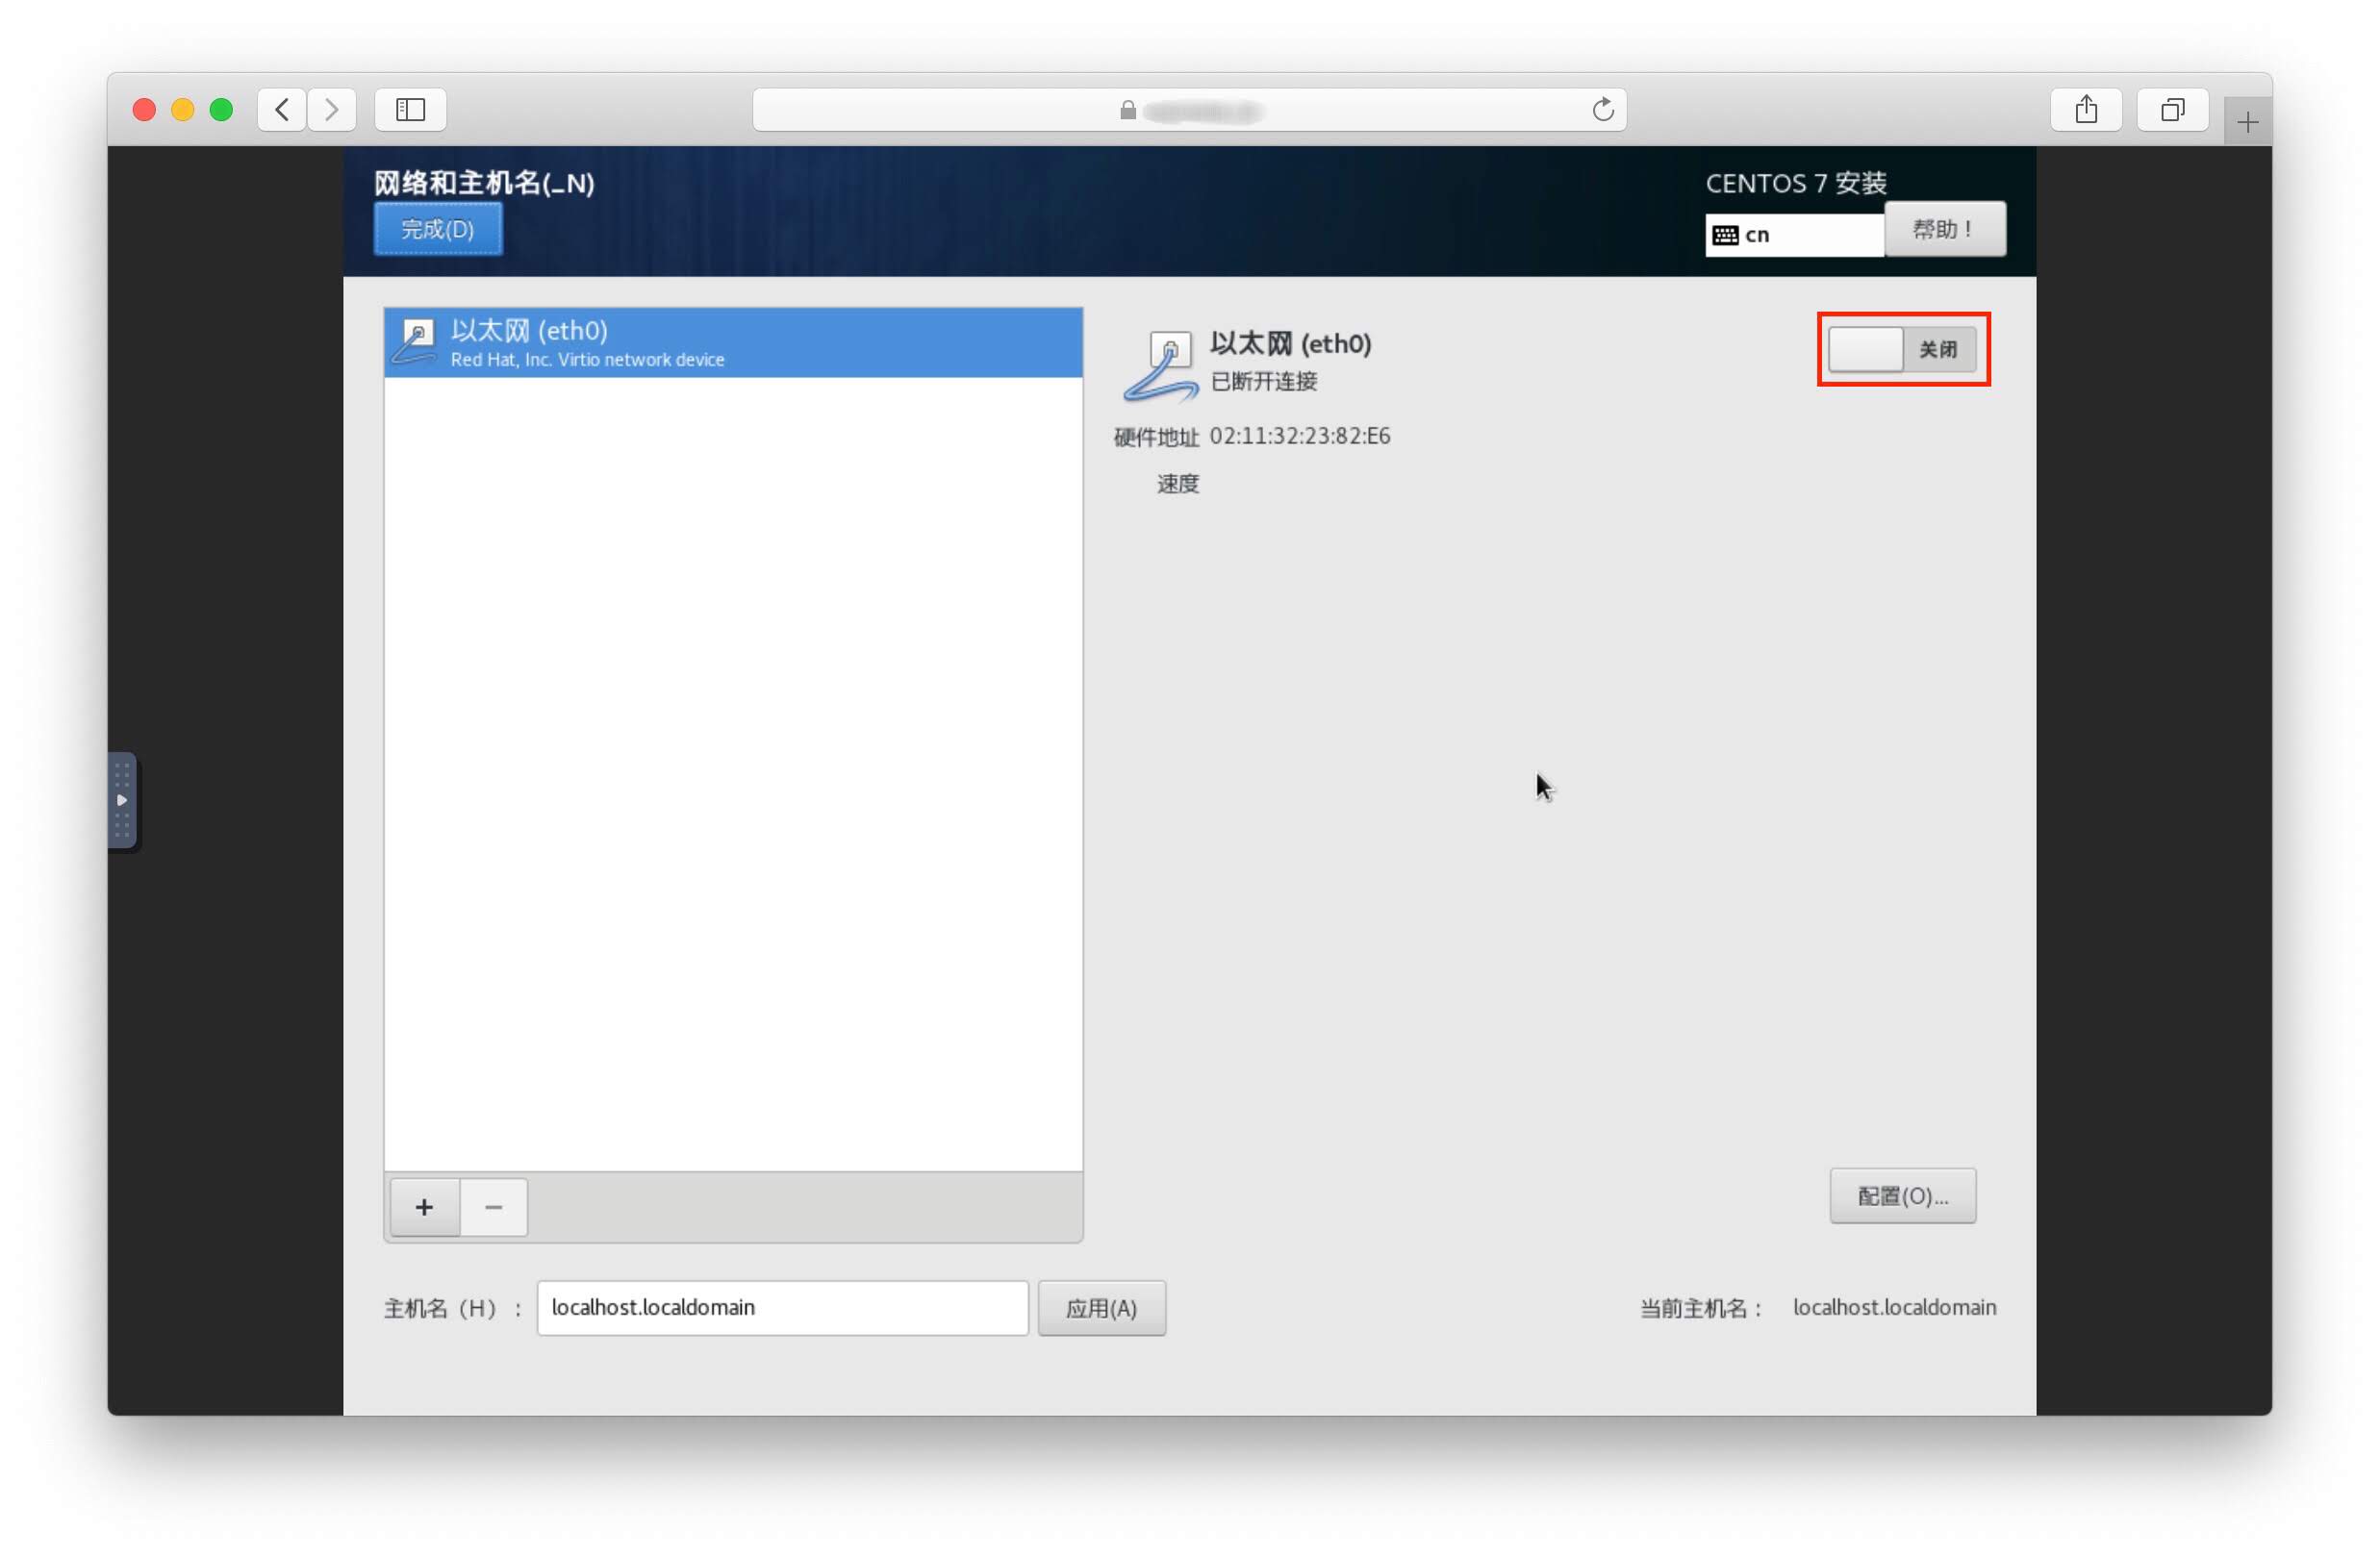 网络和主机名(_N)
完成(D)
CENTOS 7 安装
cn
帮助！
以太网 (eth0)
Red Hat, Inc. Virtio network device
以太网 (eth0)
已断开连接
关闭
硬件地址 02:11:32:23:82:E6
速度
+ −
配置(O)...
主机名（H）： localhost.localdomain 应用(A)
当前主机名： localhost.localdomain